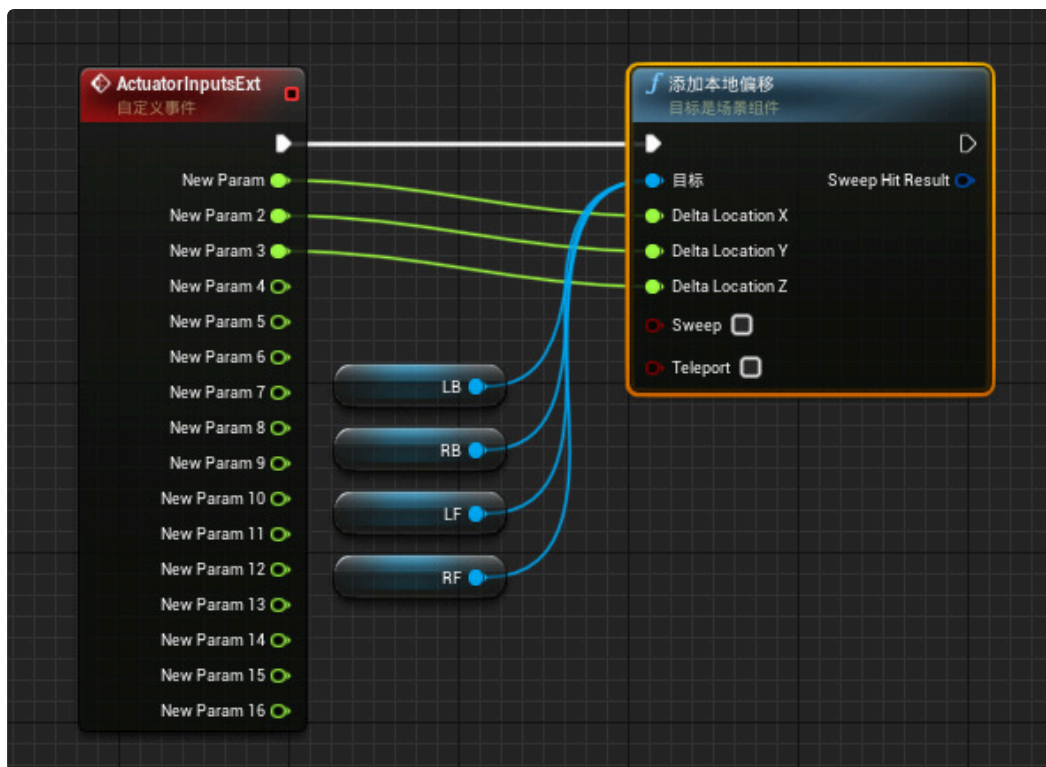 ActuatorInputsExt
自定义事件
New Param
New Param 2
New Param 3
New Param 4
New Param 5
New Param 6
New Param 7
New Param 8
New Param 9
New Param 10
New Param 11
New Param 12
New Param 13
New Param 14
New Param 15
New Param 16
LB
RB
LF
RF
添加本地偏移
目标是场景组件
目标 Sweep Hit Result
Delta Location X
Delta Location Y
Delta Location Z
Sweep
Teleport